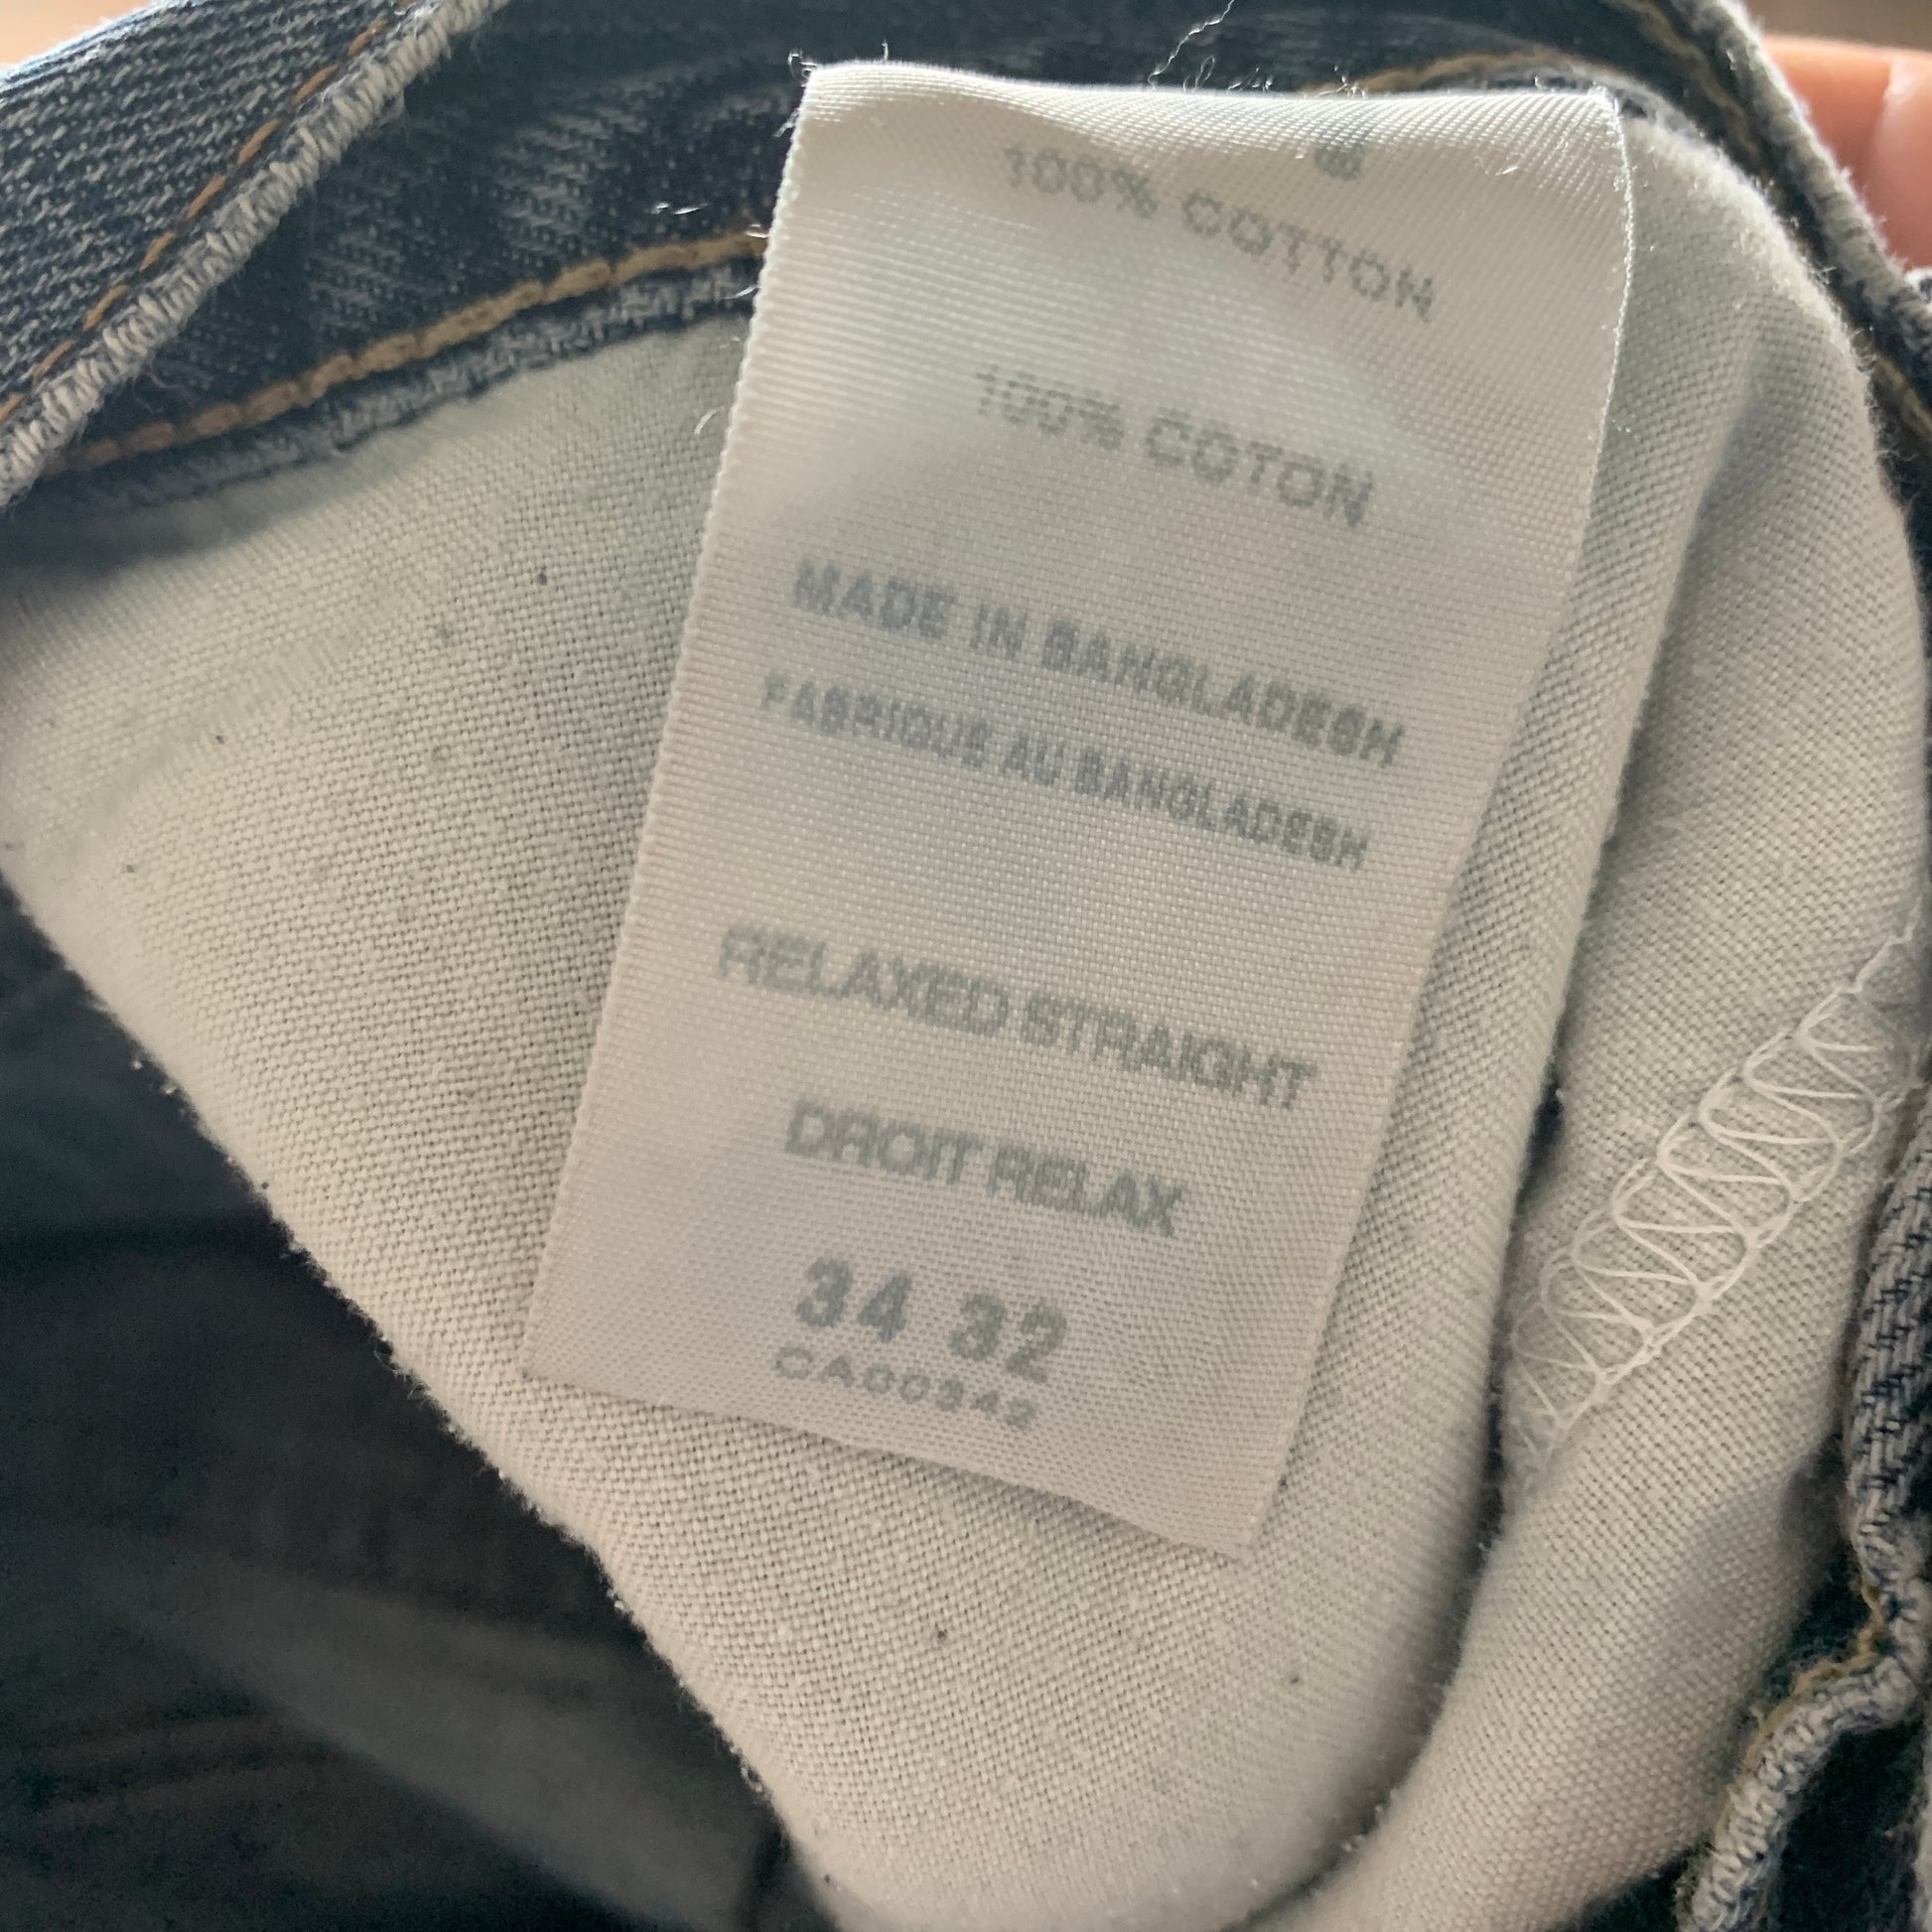 100% COTTON
100% COTON
MADE IN BANGLADESH
FABRIQUE AU BANGLADESH
RELAXED STRAIGHT
DROIT RELAX
34 32